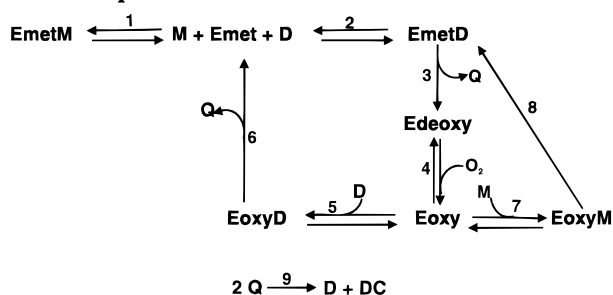 1
2
EmetM
M + Emet + D
EmetD
3
Q
8
Q
6
Edeoxy
4
O₂
D
M
5
7
EoxyD
Eoxy
EoxyM
2 Q 9 D + DC